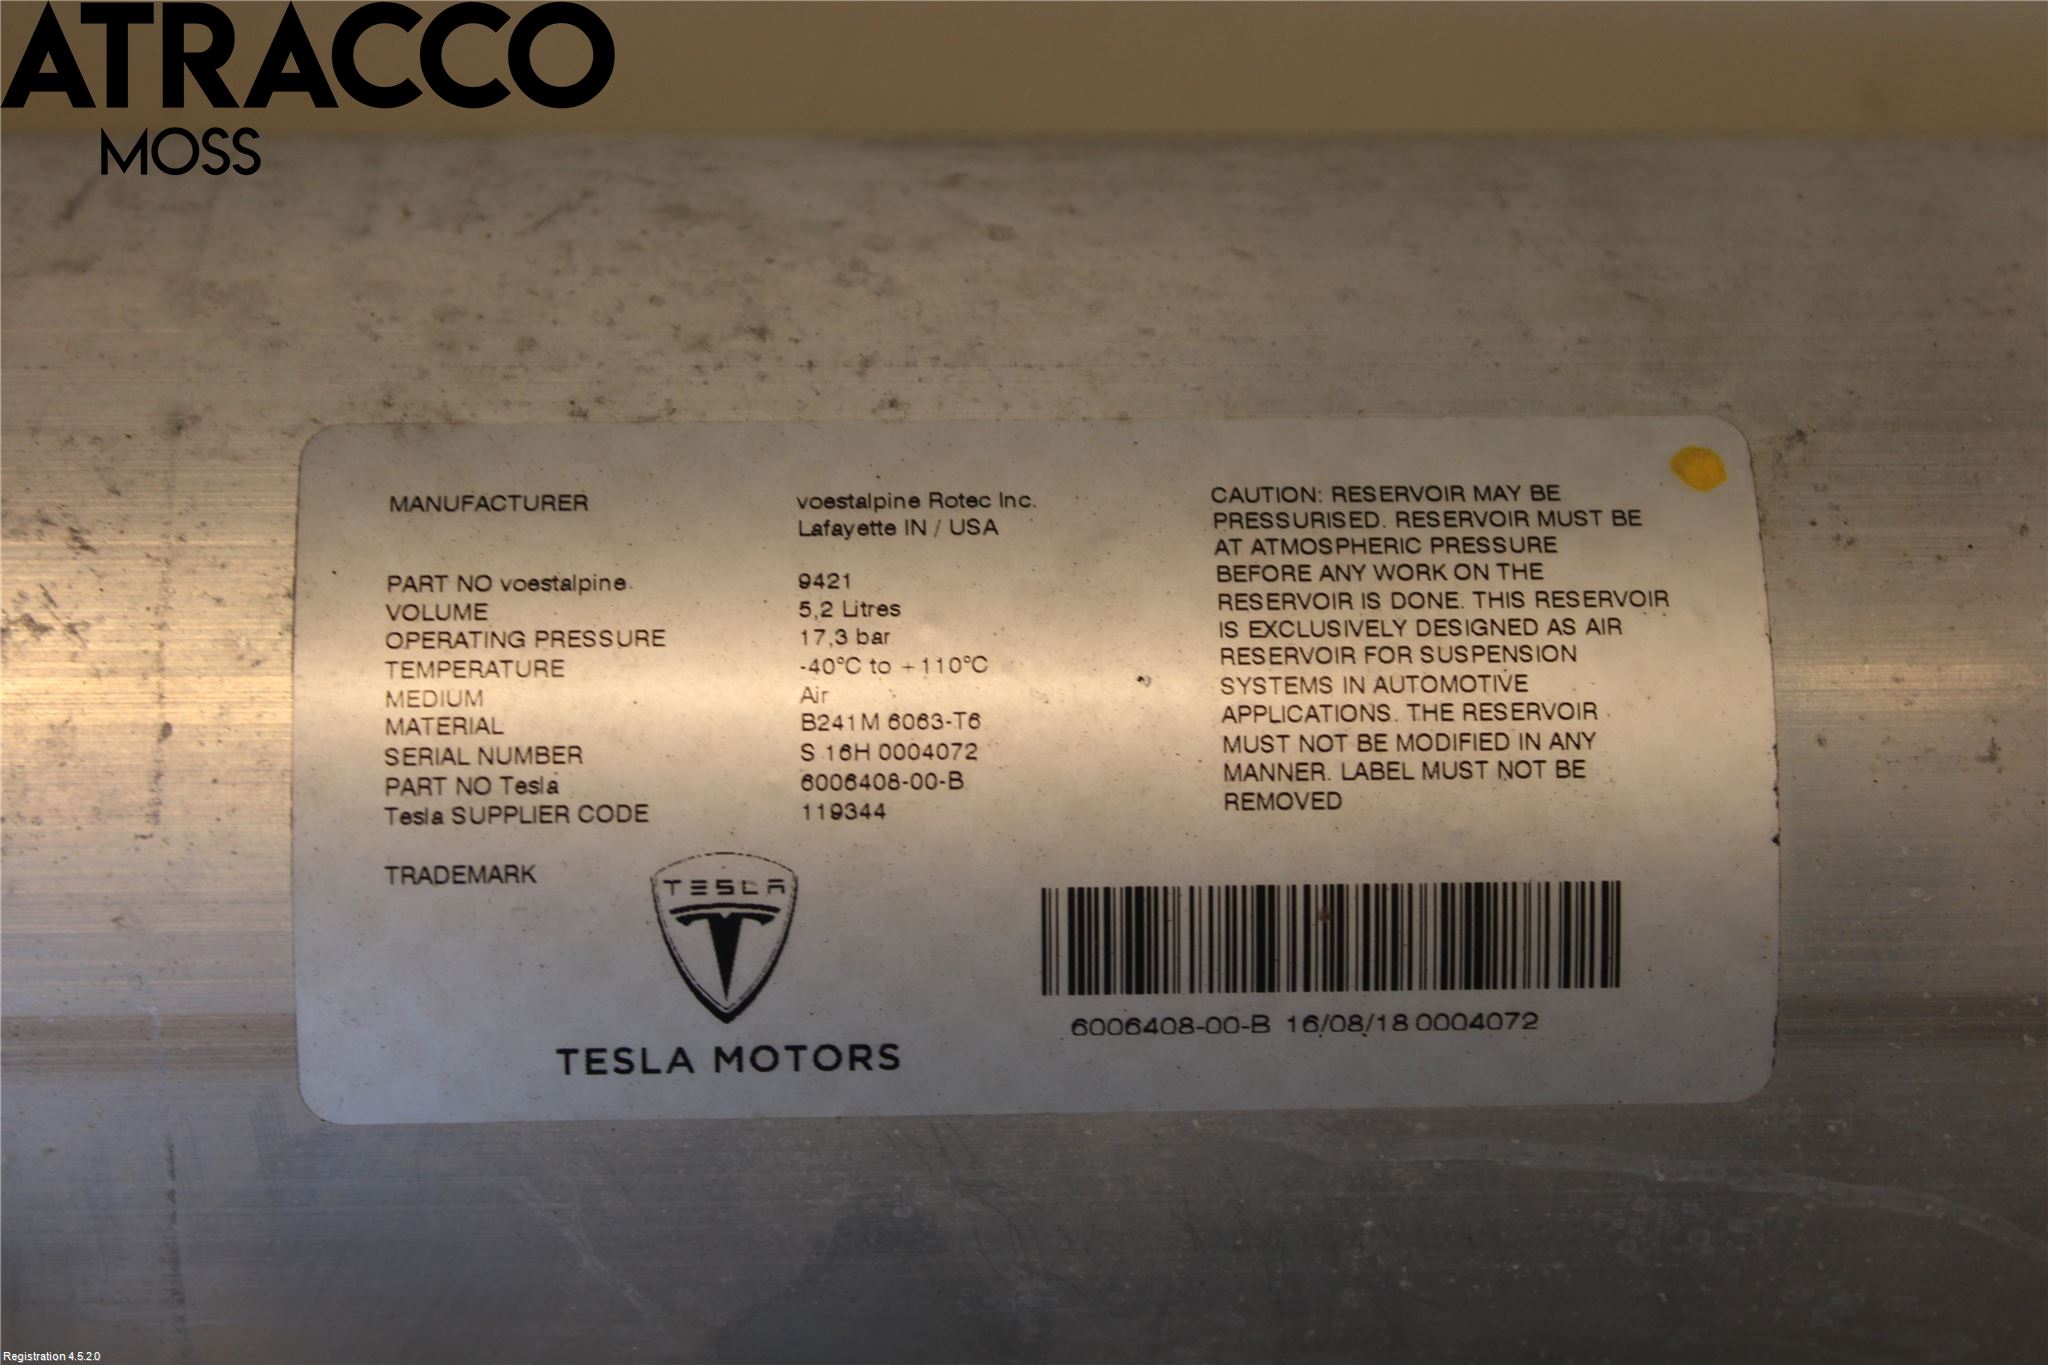 ATRACCO
MOSS
MANUFACTURER voestalpine Rotec Inc.
Lafayette IN / USA
PART NO voestalpine 9421
VOLUME 5,2 Litres
OPERATING PRESSURE 17,3 bar
TEMPERATURE -40°C to +110°C
MEDIUM Air
MATERIAL B241M 6063-T6
SERIAL NUMBER S 16H 0004072
PART NO Tesla 6006408-00-B
Tesla SUPPLIER CODE 119344
TRADEMARK
TESLA
TESLA MOTORS
CAUTION: RESERVOIR MAY BE
PRESSURISED. RESERVOIR MUST BE
AT ATMOSPHERIC PRESSURE
BEFORE ANY WORK ON THE
RESERVOIR IS DONE. THIS RESERVOIR
IS EXCLUSIVELY DESIGNED AS AIR
RESERVOIR FOR SUSPENSION
SYSTEMS IN AUTOMOTIVE
APPLICATIONS. THE RESERVOIR
MUST NOT BE MODIFIED IN ANY
MANNER. LABEL MUST NOT BE
REMOVED
6006408-00-B 16/08/18 0004072
Registration 4.5.2.0